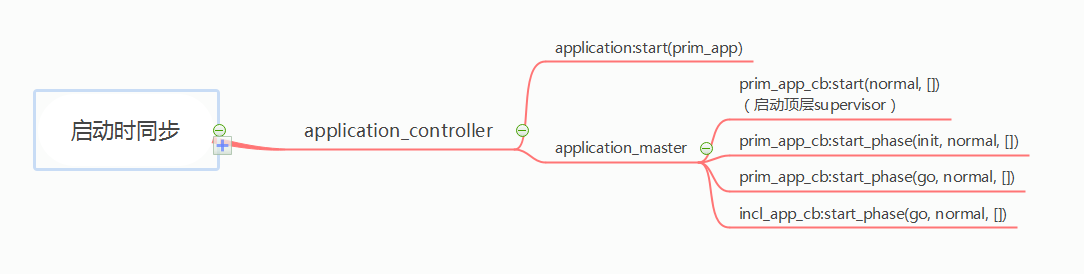 启动时同步
application_controller
application:start(prim_app)
application_master
prim_app_cb:start(normal, [])
（启动顶层supervisor）
prim_app_cb:start_phase(init, normal, [])
prim_app_cb:start_phase(go, normal, [])
incl_app_cb:start_phase(go, normal, [])